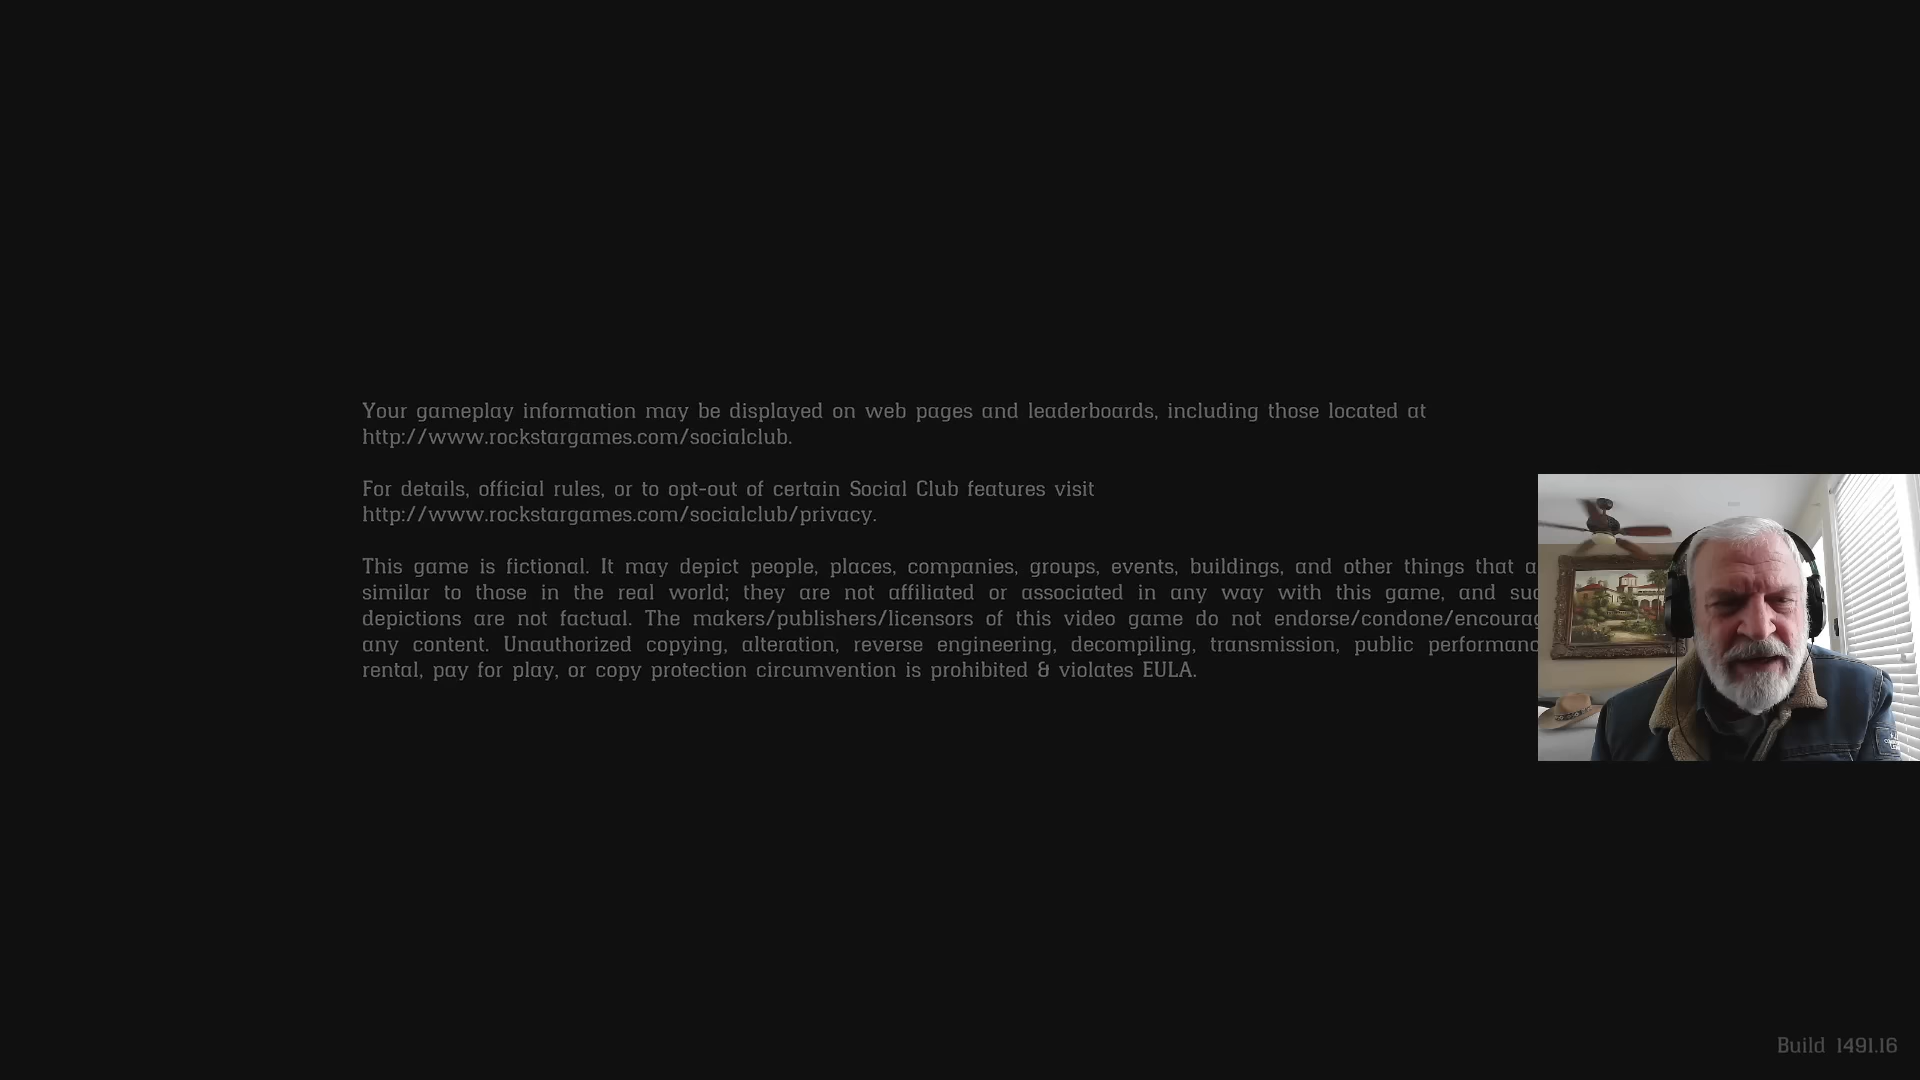 Your gameplay information may be displayed on web pages and leaderboards, including those located at
http://www.rockstargames.com/socialclub.
For details, official rules, or to opt-out of certain Social Club features visit
http://www.rockstargames.com/socialclub/privacy.
This game is fictional. It may depict people, places, companies, groups, events, buildings, and other things that
similar to those in the real world; they are not affiliated or associated in any way with this game, and
depictions are not factual. The makers/publishers/licensors of this video game do not endorse/condone/encourag
any content. Unauthorized copying, alteration, reverse engineering, decompiling, transmission, public performanc
rental, pay for play, or copy protection circumvention is prohibited & violates EULA.
Build 1491.16